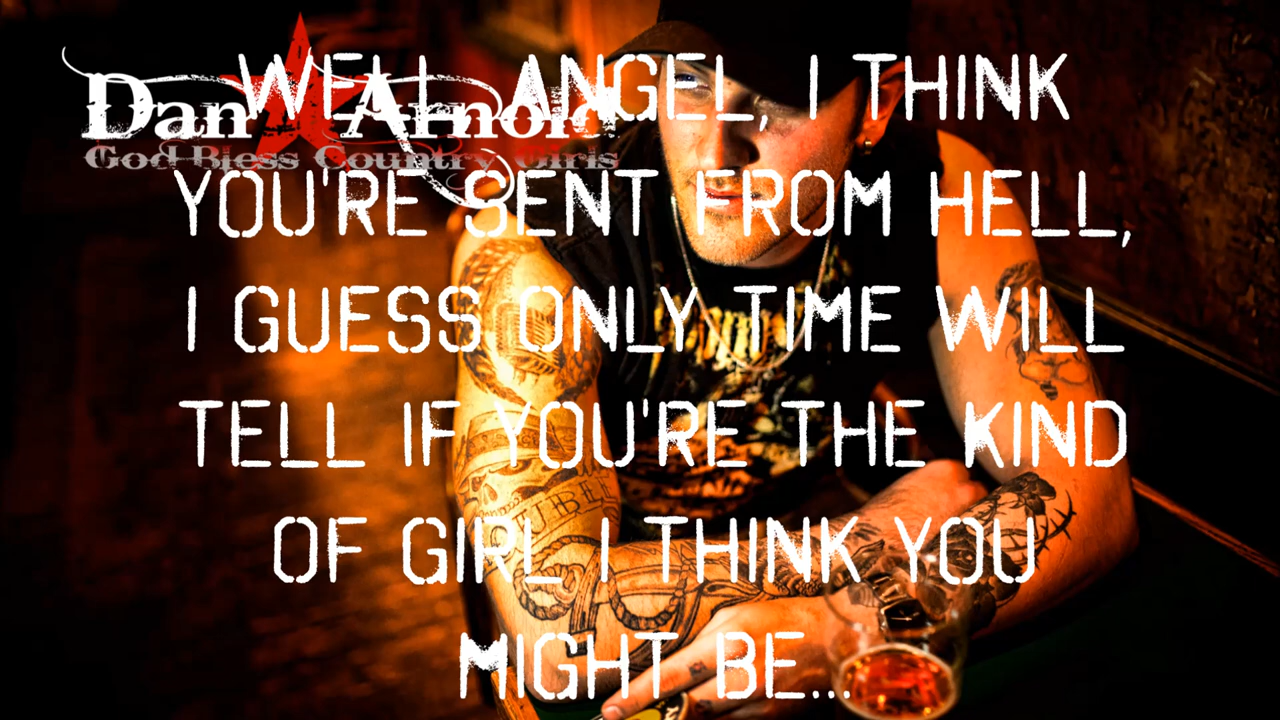 Dan Arnold
God Bless Country Girls
WELL, ANGEL, I THINK
YOU'RE SENT FROM HELL,
I GUESS ONLY TIME WILL
TELL IF YOU'RE THE KIND
OF GIRL I THINK YOU
MIGHT BE...